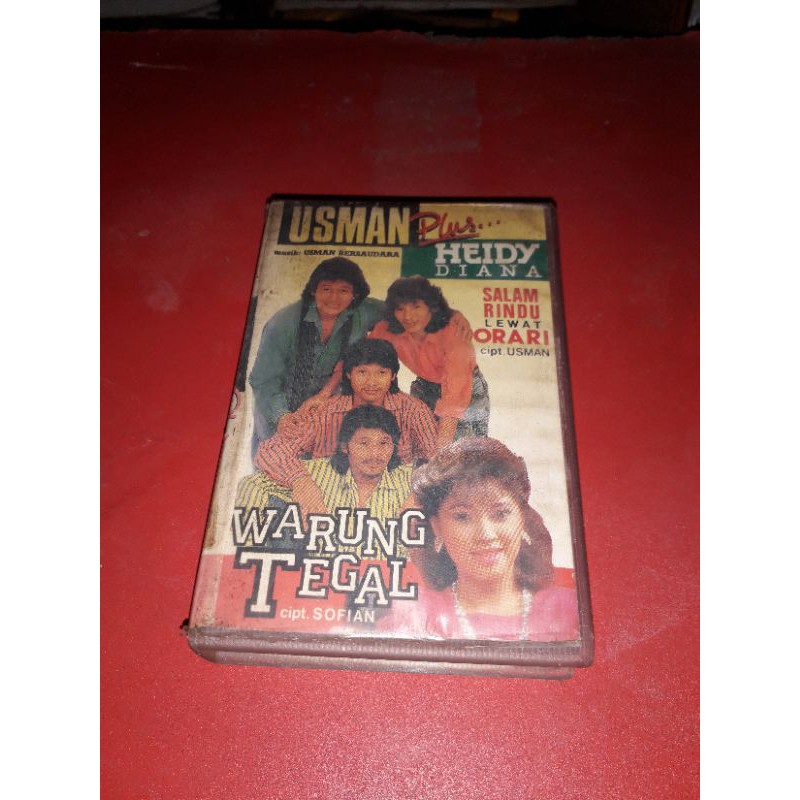 USMAN Plus...
musik: USMAN BERSAUDARA
HEIDY
DIANA
SALAM
RINDU
LEWAT
ORARI
cipt. USMAN
WARUNG
TEGAL
cipt. SOFIAN